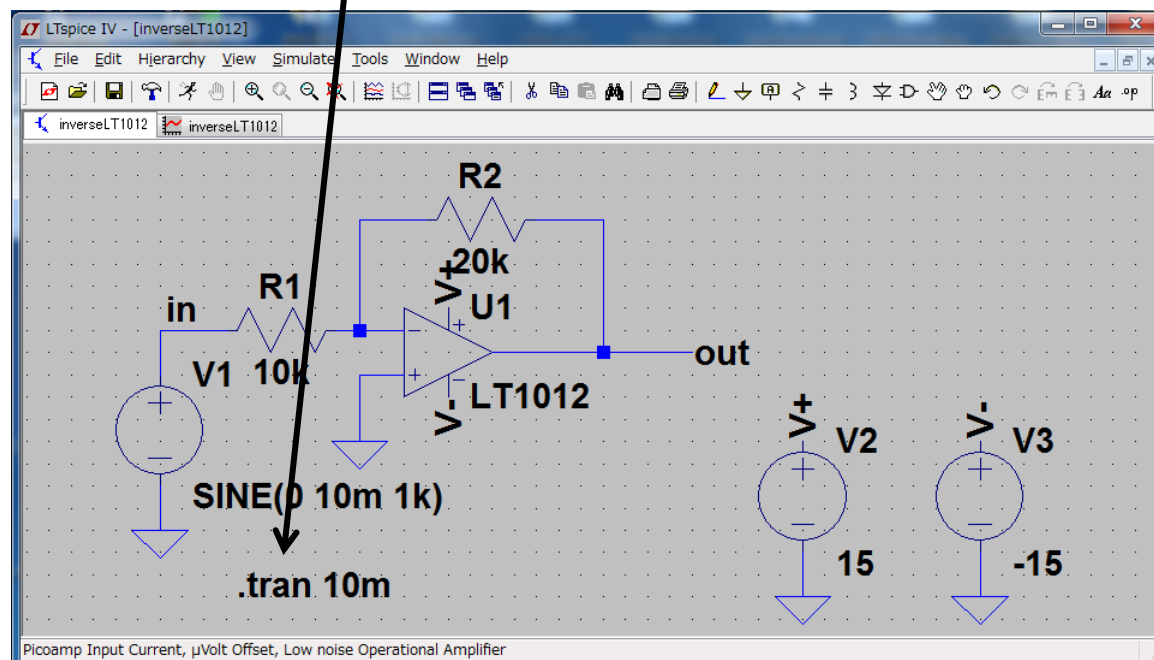 LTspice IV - [inverseLT1012]
File Edit Hierarchy View Simulate Tools Window Help
Aa .op
inverseLT1012 inverseLT1012
R2
20k
V+
U1
R1
in
10k
V1
out
LT1012
V-
V+
V2
V-
V3
SINE(0 10m 1k)
15
-15
.tran 10m
Picoamp Input Current, µVolt Offset, Low noise Operational Amplifier